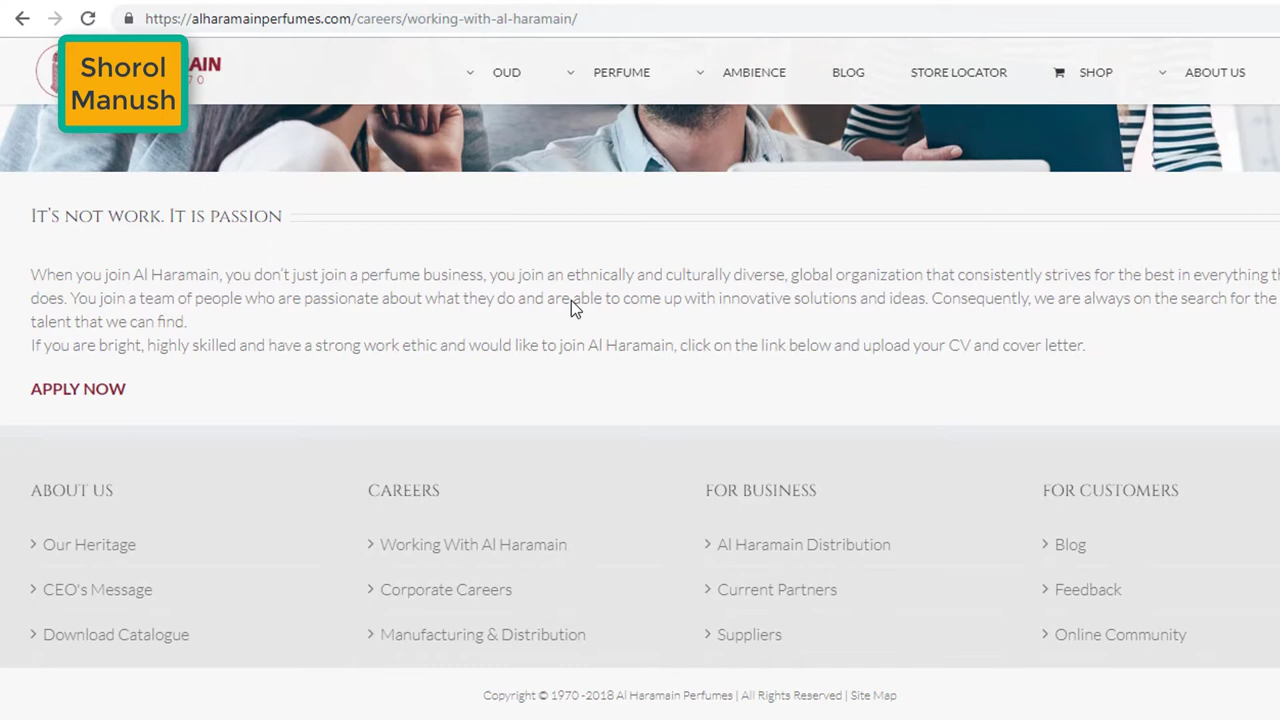 https://alharamainperfumes.com/careers/working-with-al-haramain/
Shorol
Manush
AIN
7 0
OUD
PERFUME
AMBIENCE
BLOG
STORE LOCATOR
SHOP
ABOUT US
It's not work. It is passion
When you join Al Haramain, you don't just join a perfume business, you join an ethnically and culturally diverse, global organization that consistently strives for the best in everything
does. You join a team of people who are passionate about what they do and are able to come up with innovative solutions and ideas. Consequently, we are always on the search for the
talent that we can find.
If you are bright, highly skilled and have a strong work ethic and would like to join Al Haramain, click on the link below and upload your CV and cover letter.
APPLY NOW
ABOUT US
Our Heritage
CEO's Message
Download Catalogue
CAREERS
Working With Al Haramain
Corporate Careers
Manufacturing & Distribution
FOR BUSINESS
Al Haramain Distribution
Current Partners
Suppliers
FOR CUSTOMERS
Blog
Feedback
Online Community
Copyright © 1970 -2018 Al Haramain Perfumes | All Rights Reserved | Site Map